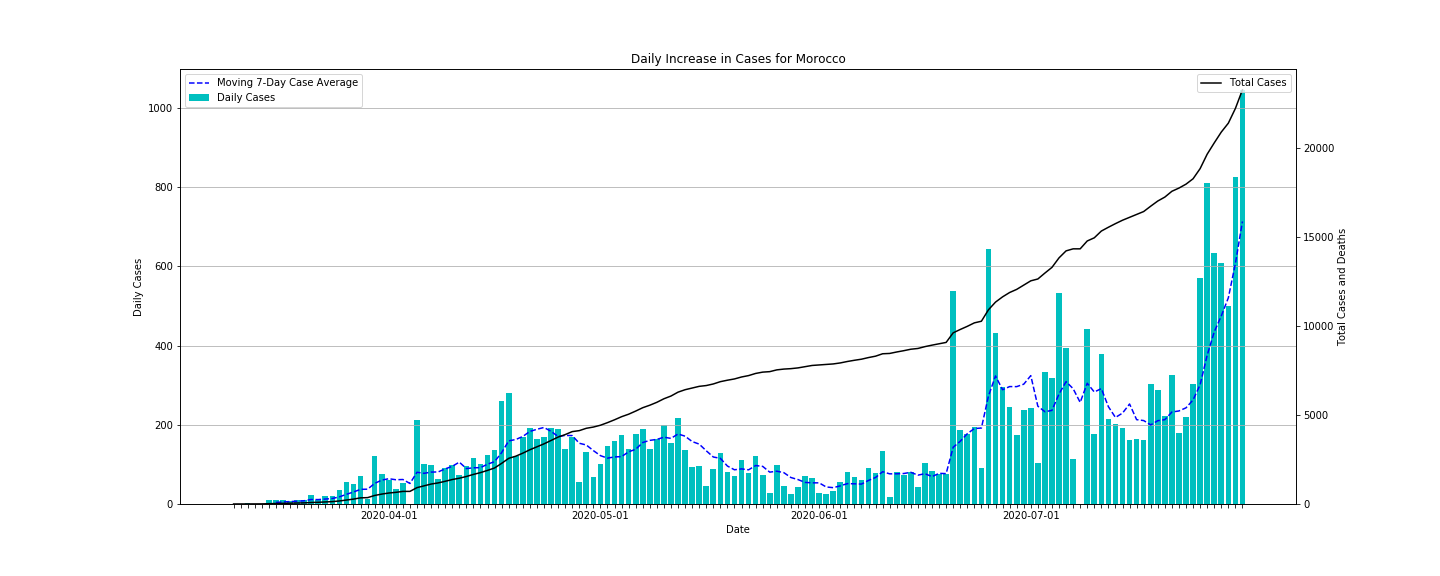 Daily Increase in Cases for Morocco
Moving 7-Day Case Average
Daily Cases
Total Cases
1000
800
600
400
200
0
Daily Cases
20000
15000
10000
5000
0
Total Cases and Deaths
2020-04-01
2020-05-01
2020-06-01
2020-07-01
Date